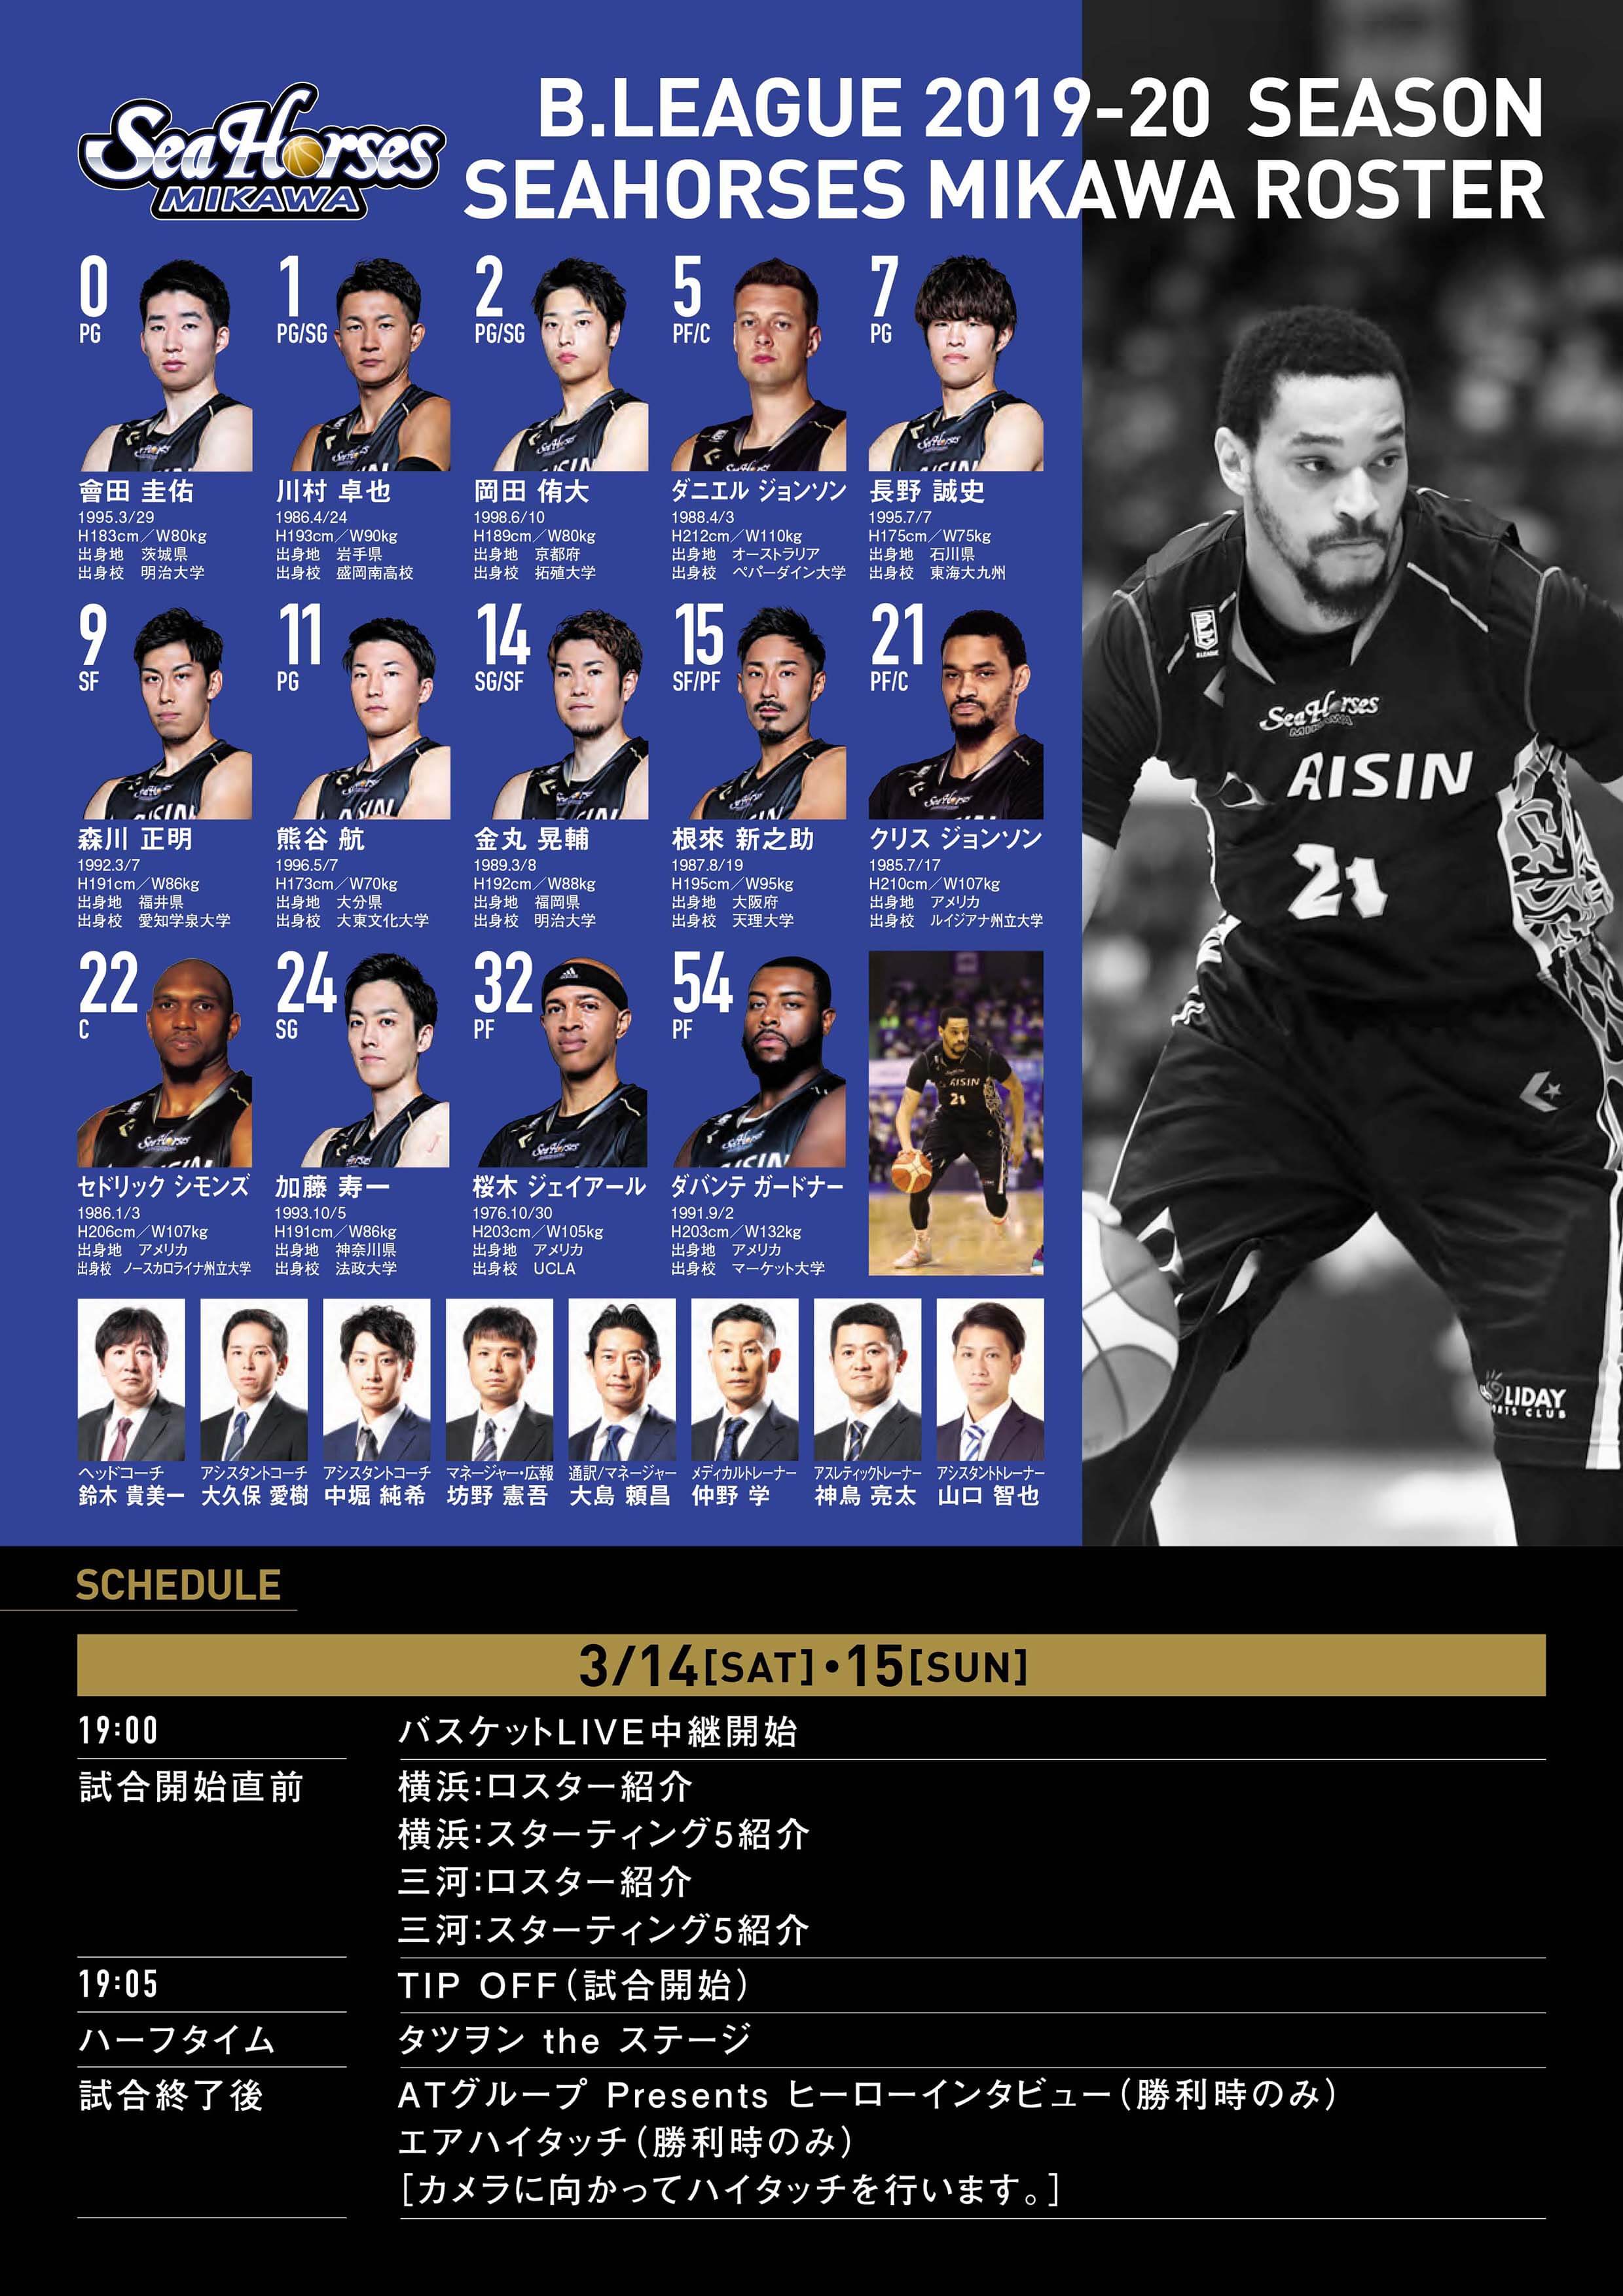 SeaHorses
MIKAWA
B.LEAGUE 2019-20 SEASON
SEAHORSES MIKAWA ROSTER
0
PG
會田 圭佑
1995.3/29
H183cm／W80kg
出身地 茨城県
出身校 明治大学
1
PG/SG
川村 卓也
1986.4/24
H193cm／W90kg
出身地 岩手県
出身校 盛岡南高校
2
PG/SG
岡田 侑大
1998.6/10
H189cm／W80kg
出身地 京都府
出身校 拓殖大学
5
PF/C
ダニエル ジョンソン
1988.4/3
H212cm／W110kg
出身地 オーストラリア
出身校 ペパーダイン大学
7
PG
長野 誠史
1995.7/7
H175cm／W75kg
出身地 石川県
出身校 東海大九州
9
SF
森川 正明
1992.3/7
H191cm／W86kg
出身地 福井県
出身校 愛知学泉大学
11
PG
熊谷 航
1996.5/7
H173cm／W70kg
出身地 大分県
出身校 大東文化大学
14
SG/SF
金丸 晃輔
1989.3/8
H192cm／W88kg
出身地 福岡県
出身校 明治大学
15
SF/PF
根來 新之助
1987.8/19
H195cm／W95kg
出身地 大阪府
出身校 天理大学
21
PF/C
クリス ジョンソン
1985.7/17
H210cm／W107kg
出身地 アメリカ
出身校 ルイジアナ州立大学
22
C
セドリック シモンズ
1986.1/3
H206cm／W107kg
出身地 アメリカ
出身校 ノースカロライナ州立大学
24
SG
加藤 寿一
1993.10/5
H191cm／W86kg
出身地 神奈川県
出身校 法政大学
32
PF
桜木 ジェイアール
1976.10/30
H203cm／W105kg
出身地 アメリカ
出身校 UCLA
54
PF
ダバンテ ガードナー
1991.9/2
H203cm／W132kg
出身地 アメリカ
出身校 マーケット大学
AISIN
21
SeaHorses
MIKAWA
AISIN
21
ヘッドコーチ
鈴木 貴美一
アシスタントコーチ
大久保 愛樹
アシスタントコーチ
中堀 純希
マネージャー・広報
坊野 憲吾
通訳/マネージャー
大島 頼昌
メディカルトレーナー
仲野 学
アスレティックトレーナー
神鳥 亮太
アシスタントトレーナー
山口 智也
SCHEDULE
3/14[SAT]・15[SUN]
19:00 バスケットLIVE中継開始
試合開始直前 横浜:ロスター紹介
横浜:スターティング5紹介
三河:ロスター紹介
三河:スターティング5紹介
19:05 TIP OFF（試合開始）
ハーフタイム タツヲン the ステージ
試合終了後 ATグループ Presents ヒーローインタビュー（勝利時のみ）
エアハイタッチ（勝利時のみ）
［カメラに向かってハイタッチを行います。］